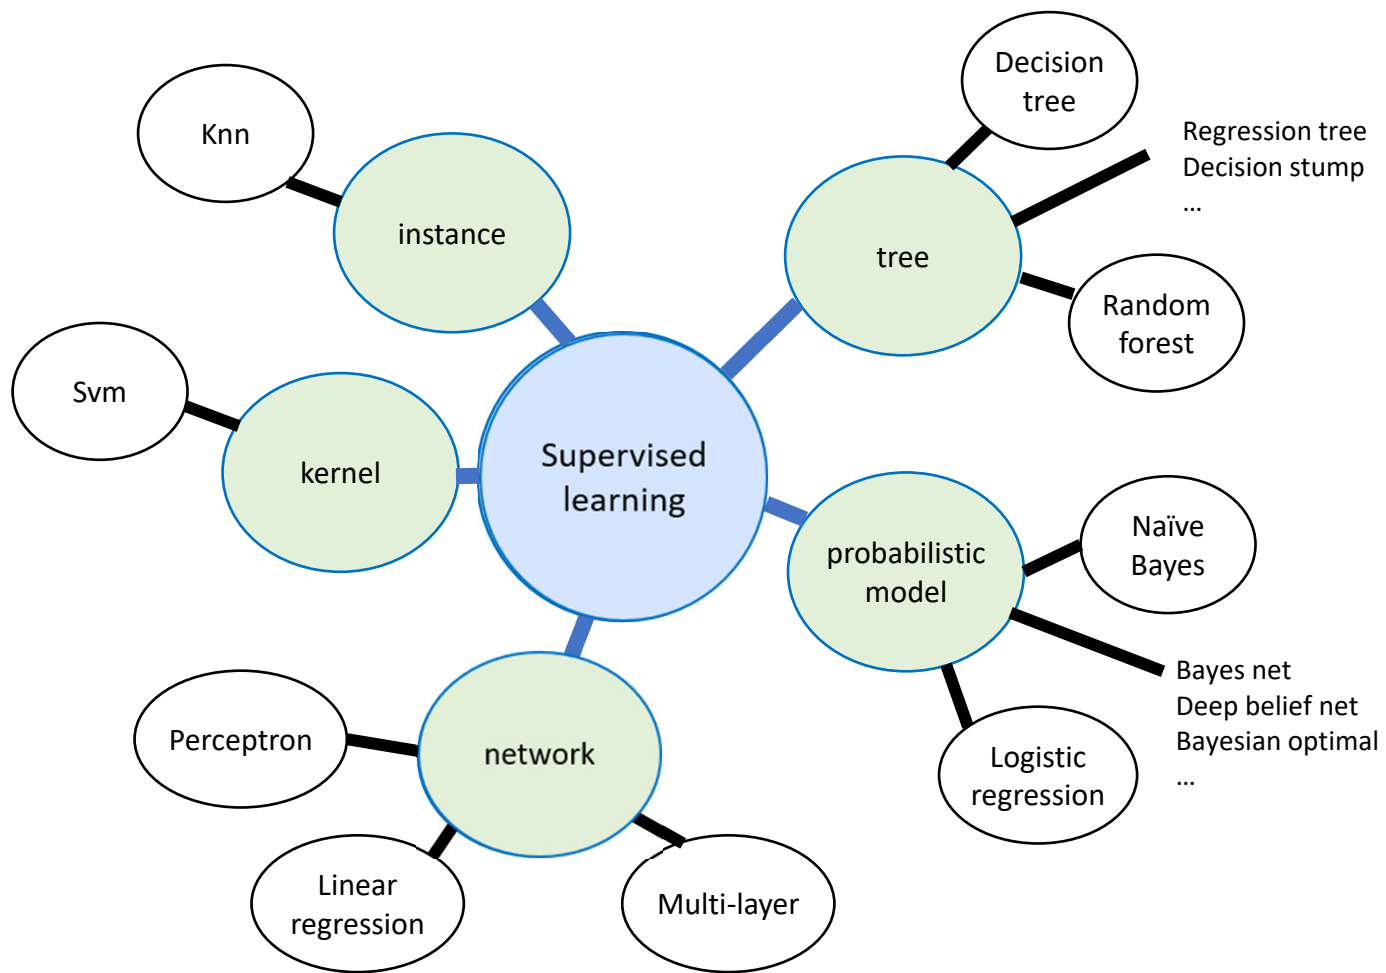 Decision
tree
Knn
Regression tree
Decision stump
...
instance
tree
Random
forest
Svm
kernel
Supervised
learning
Naïve
Bayes
probabilistic
model
Bayes net
Deep belief net
Bayesian optimal
...
Perceptron
network
Logistic
regression
Linear
regression
Multi-layer